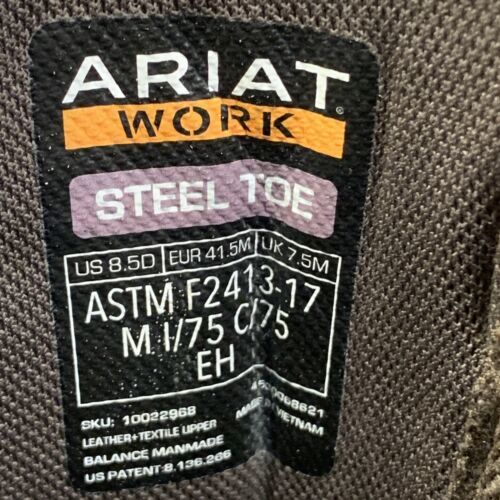 ARIAT®
WORK
STEEL TOE
US 8.5D EUR 41.5M UK 7.5M
ASTM F2413-17
M I/75 C/75
EH
SKU: 10022968
LEATHER+TEXTILE UPPER
BALANCE MANMADE
US PATENT: 8,136,266
MADE IN VIETNAM